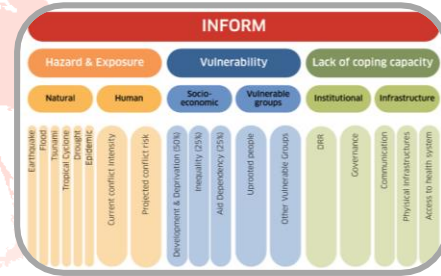 INFORM
Hazard & Exposure
Vulnerability
Lack of coping capacity
Natural
Human
Socio-
economic
Vulnerable
groups
Institutional
Infrastructure
Earthquake
Flood
Tsunami
Tropical Cyclone
Drought
Epidemic
Current conflict intensity
Projected conflict risk
Development & Deprivation (50%)
Inequality (25%)
Aid Dependency (25%)
Uprooted people
Other Vulnerable Groups
DRR
Governance
Communication
Physical Infrastructures
Access to health system